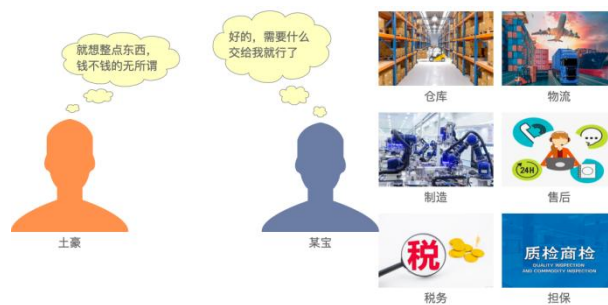 就想整点东西，
钱不钱的无所谓
好的，需要什么
交给我就行了
土豪
某宝
仓库
物流
制造
24H
售后
税
税务
质检商检
QUALITY INSPECTION
AND COMMODITY INSPECTION
担保